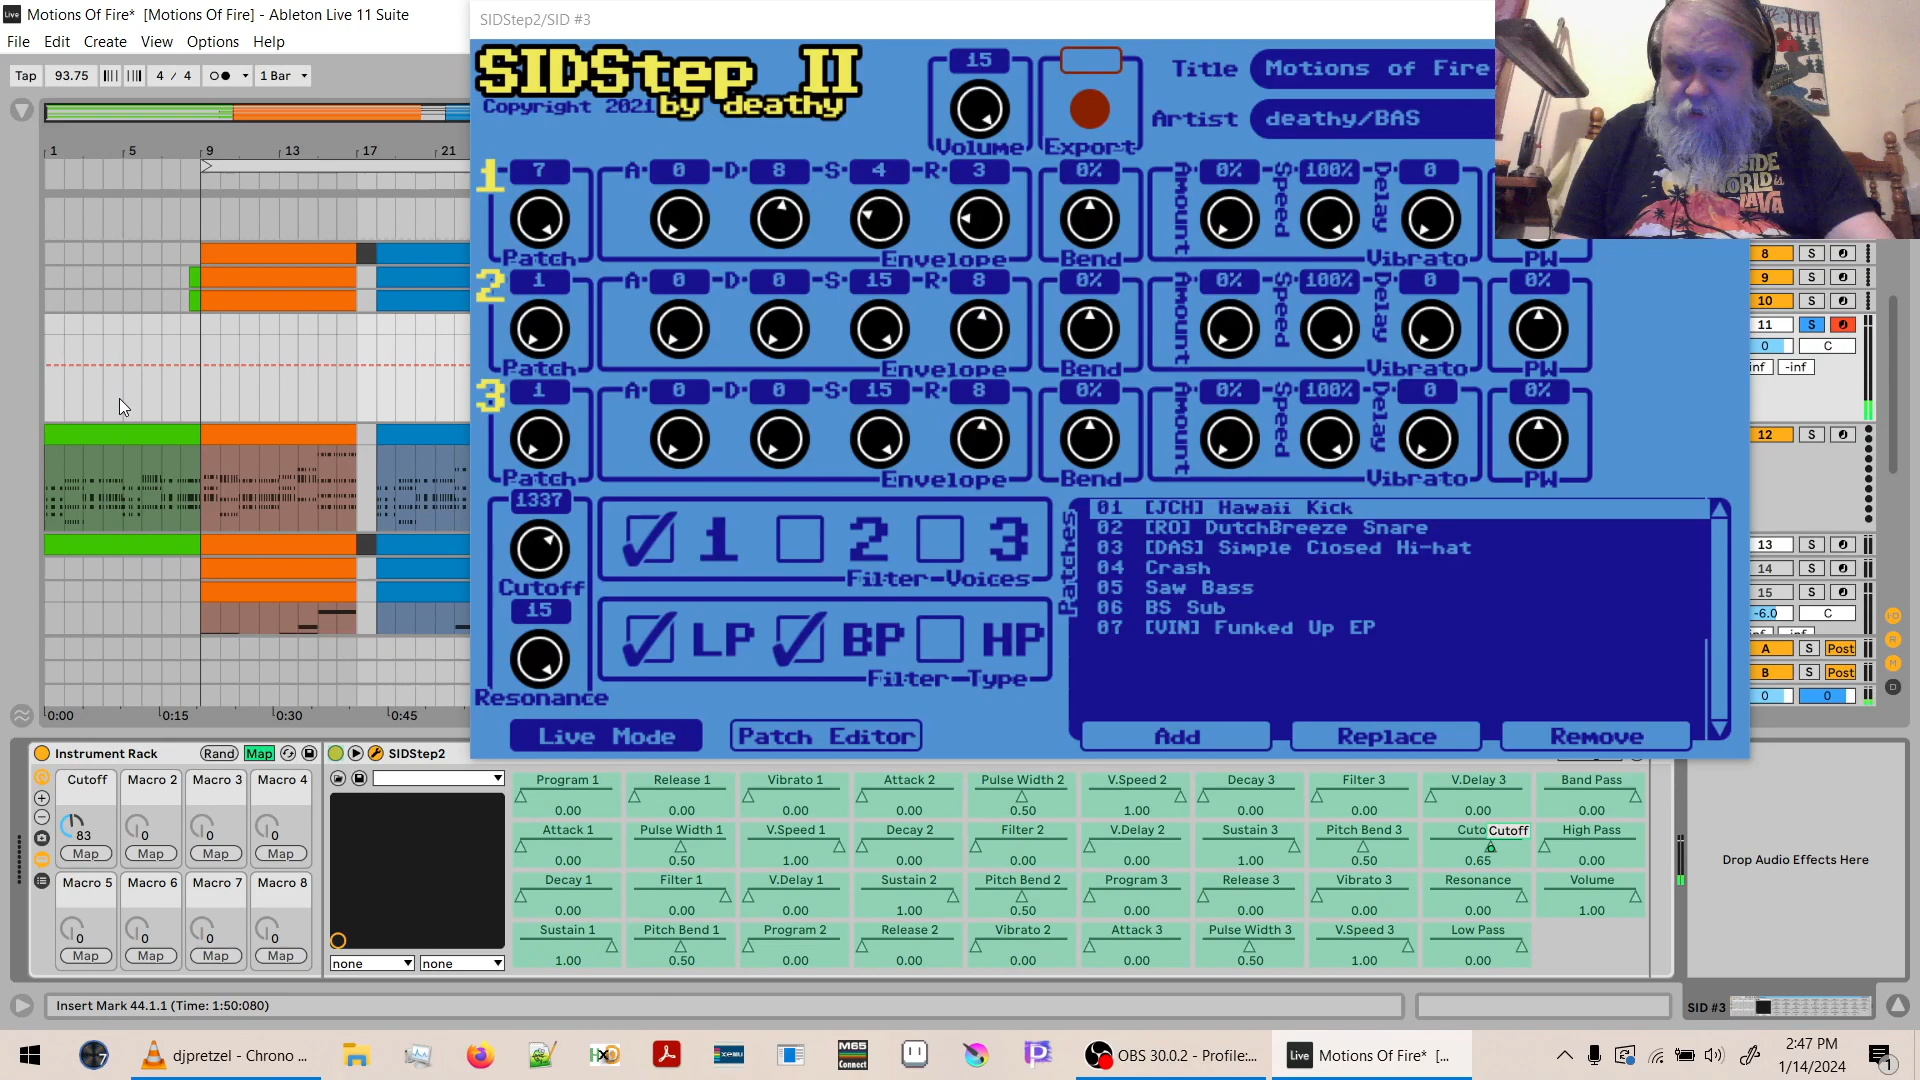 Motions Of Fire* [Motions Of Fire] - Ableton Live 11 Suite
File Edit Create View Options Help
Tap 93.75 4 / 4 1 Bar
1 5 9 13 17 21
0:00 0:15 0:30 0:45
SIDStep2/SID #3
SIDStep II
Copyright 2021 by deathy
15
Volume
Export
Title Motions of Fire
Artist deathy/BAS
1 7 A 0 D 8 S 4 R 3 0% 0% 100% 0
Patch Envelope Bend Amount Speed Delay Vibrato PW
2 1 A 0 D 0 S 15 R 8 0% 0% 100% 0 0%
Patch Envelope Bend Amount Speed Delay Vibrato PW
3 1 A 0 D 0 S 15 R 8 0% 0% 100% 0 0%
Patch Envelope Bend Amount Speed Delay Vibrato PW
1337
Cutoff
15
Resonance
1 2 3
Filter-Voices
LP BP HP
Filter-Type
Patches
01 [JCH] Hawaii Kick
02 [RO] DutchBreeze Snare
03 [DAS] Simple Closed Hi-hat
04 Crash
05 Saw Bass
06 BS Sub
07 [VIN] Funked Up EP
Live Mode Patch Editor Add Replace Remove
8 S
9 S
10 S
11 S
0 C
inf -inf
12 S
13 S
14 S
15 S
-6.0 C
A S Post
B S Post
0 0
Instrument Rack Rand Map SIDStep2
Cutoff Macro 2 Macro 3 Macro 4
83 0 0 0
Map Map Map Map
Macro 5 Macro 6 Macro 7 Macro 8
0 0 0 0
Map Map Map Map
none none
Program 1 Release 1 Vibrato 1 Attack 2 Pulse Width 2 V.Speed 2 Decay 3 Filter 3 V.Delay 3 Band Pass
0.00 0.00 0.00 0.00 0.50 1.00 0.00 0.00 0.00 0.00
Attack 1 Pulse Width 1 V.Speed 1 Decay 2 Filter 2 V.Delay 2 Sustain 3 Pitch Bend 3 Cuto Cutoff High Pass
0.00 0.50 1.00 0.00 0.00 0.00 1.00 0.50 0.65 0.00
Decay 1 Filter 1 V.Delay 1 Sustain 2 Pitch Bend 2 Program 3 Release 3 Vibrato 3 Resonance Volume
0.00 0.00 0.00 1.00 0.50 0.00 0.00 0.00 0.00 1.00
Sustain 1 Pitch Bend 1 Program 2 Release 2 Vibrato 2 Attack 3 Pulse Width 3 V.Speed 3 Low Pass
1.00 0.50 0.00 0.00 0.00 0.00 0.50 1.00 0.00
Drop Audio Effects Here
Insert Mark 44.1.1 (Time: 1:50:080)
SID #3
djpretzel - Chrono ...
OBS 30.0.2 - Profile:...
Live Motions Of Fire* [...
2:47 PM
1/14/2024
1